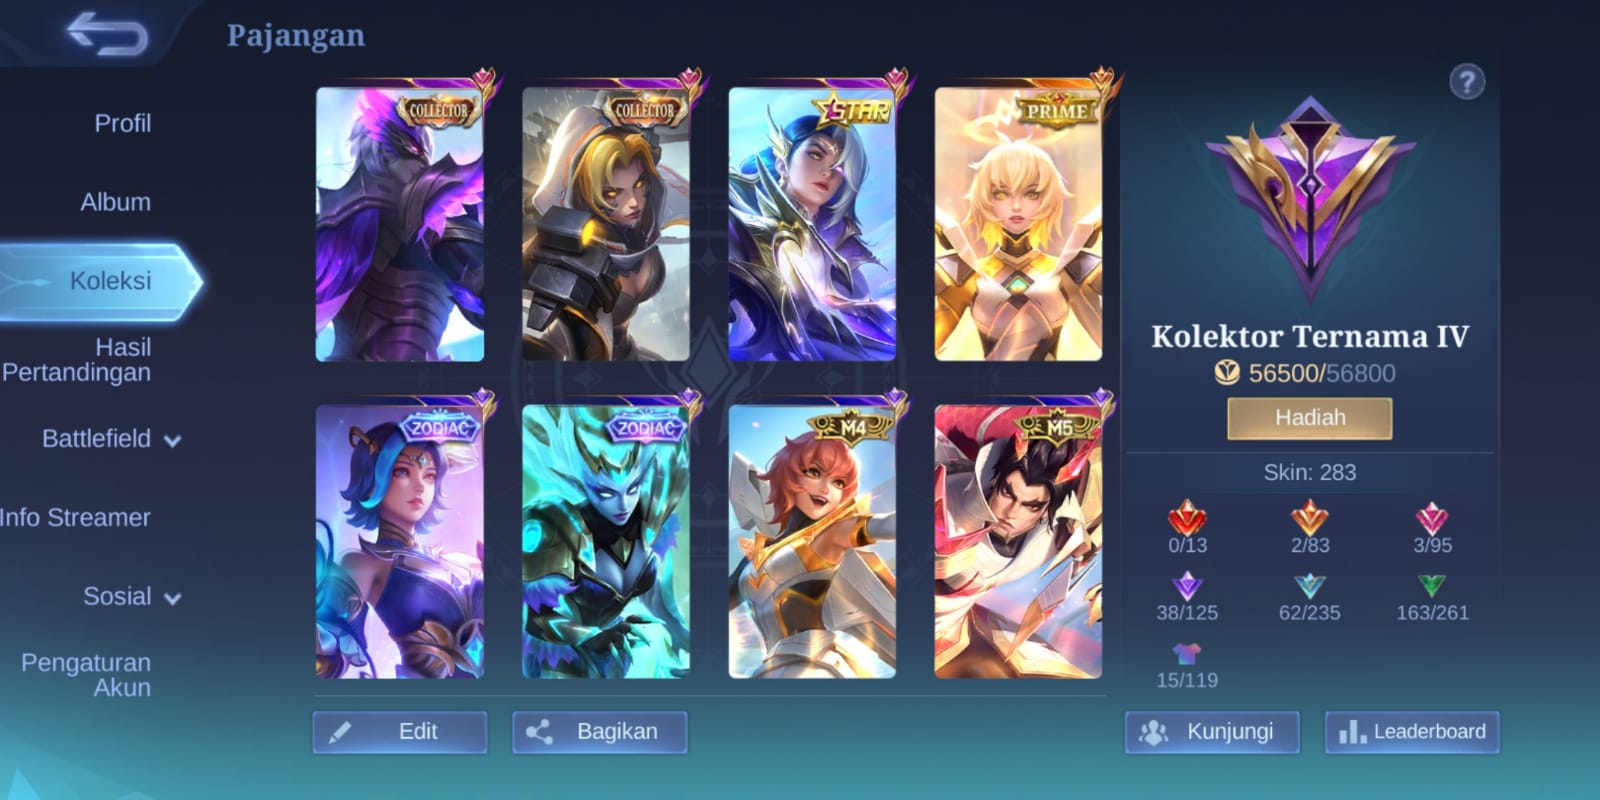 Pajangan
Profil
Album
Koleksi
Hasil
Pertandingan
Battlefield
Info Streamer
Sosial
Pengaturan
Akun
COLLECTOR
COLLECTOR
STAR
PRIME
ZODIAC
ZODIAC
M4
M5
Edit
Bagikan
?
Kolektor Ternama IV
56500/56800
Hadiah
Skin: 283
0/13
2/83
3/95
38/125
62/235
163/261
15/119
Kunjungi
Leaderboard